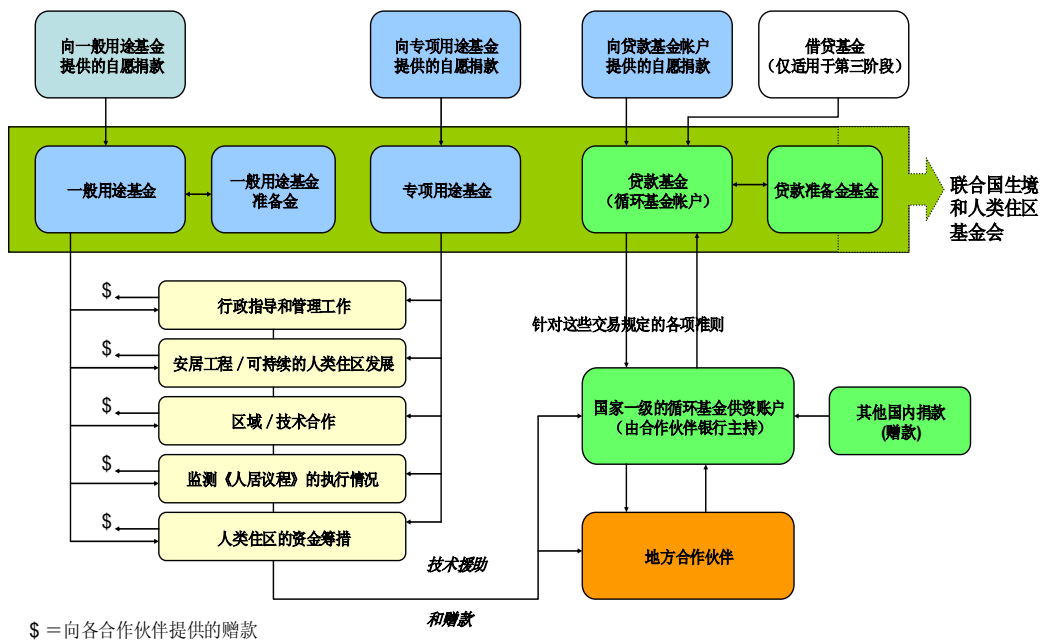 向一般用途基金
提供的自愿捐款
向专项用途基金
提供的自愿捐款
向贷款基金帐户
提供的自愿捐款
借贷基金
（仅适用于第三阶段）
一般用途基金
一般用途基金
准备金
专项用途基金
贷款基金
（循环基金帐户）
贷款准备金基金
联合国生境
和人类住区
基金会
$
行政指导和管理工作
针对这些交易规定的各项准则
$
安居工程／可持续的人类住区发展
$
区域／技术合作
国家一级的循环基金供资账户
（由合作伙伴银行主持）
其他国内捐款
(赠款)
$
监测《人居议程》的执行情况
$
人类住区的资金筹措
地方合作伙伴
技术援助
和赠款
$ ＝向各合作伙伴提供的赠款